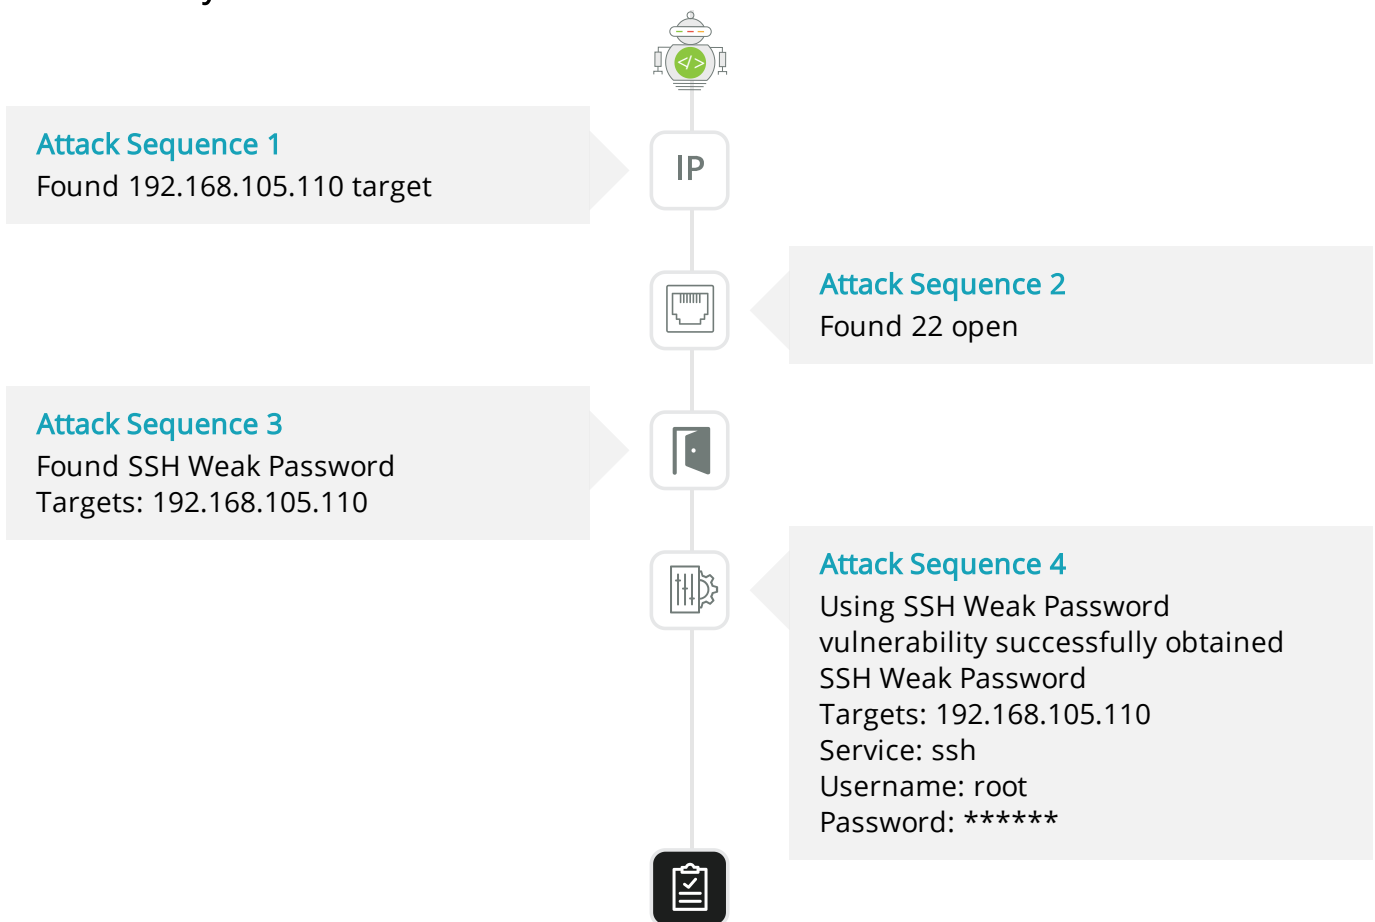 Attack Sequence 1
Found 192.168.105.110 target
IP
Attack Sequence 2
Found 22 open
Attack Sequence 3
Found SSH Weak Password
Targets: 192.168.105.110
Attack Sequence 4
Using SSH Weak Password
vulnerability successfully obtained
SSH Weak Password
Targets: 192.168.105.110
Service: ssh
Username: root
Password: ******